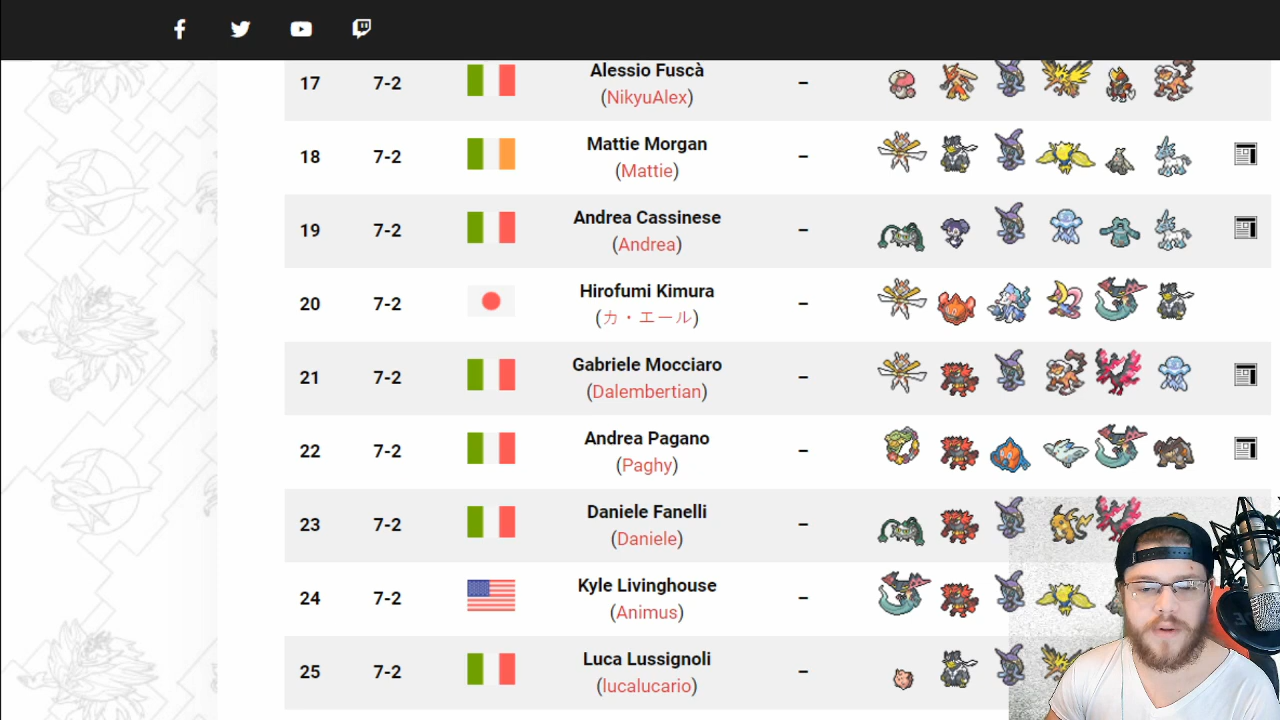 17 7-2 Alessio Fuscà –
(NikyuAlex)
18 7-2 Mattie Morgan –
(Mattie)
19 7-2 Andrea Cassinese –
(Andrea)
20 7-2 Hirofumi Kimura –
(カ・エール)
21 7-2 Gabriele Mocciaro –
(Dalembertian)
22 7-2 Andrea Pagano –
(Paghy)
23 7-2 Daniele Fanelli –
(Daniele)
24 7-2 Kyle Livinghouse –
(Animus)
25 7-2 Luca Lussignoli –
(lucalucario)